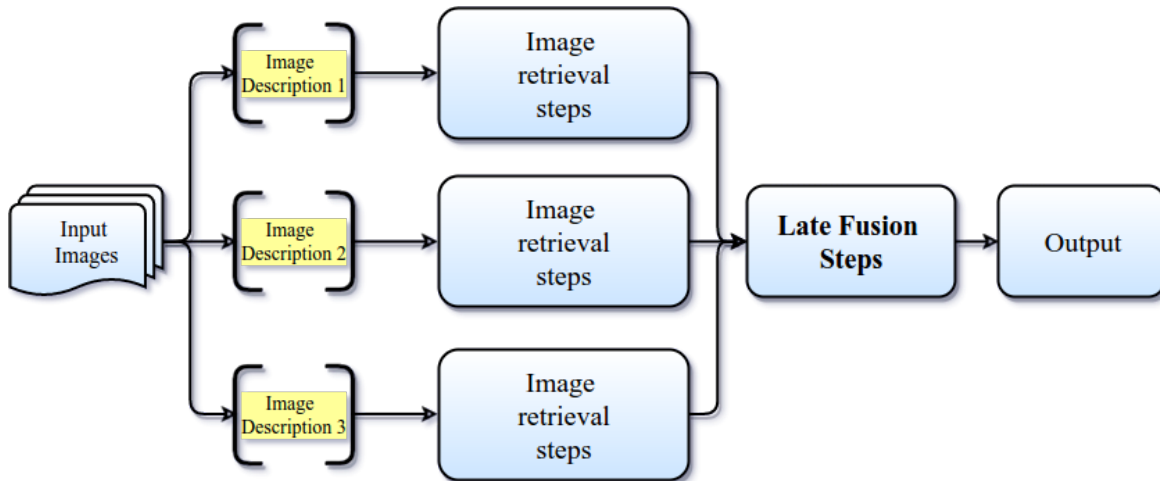 Image
Description 1
Image
retrieval
steps
Input
Images
Image
Description 2
Image
retrieval
steps
Late Fusion
Steps
Output
Image
Description 3
Image
retrieval
steps